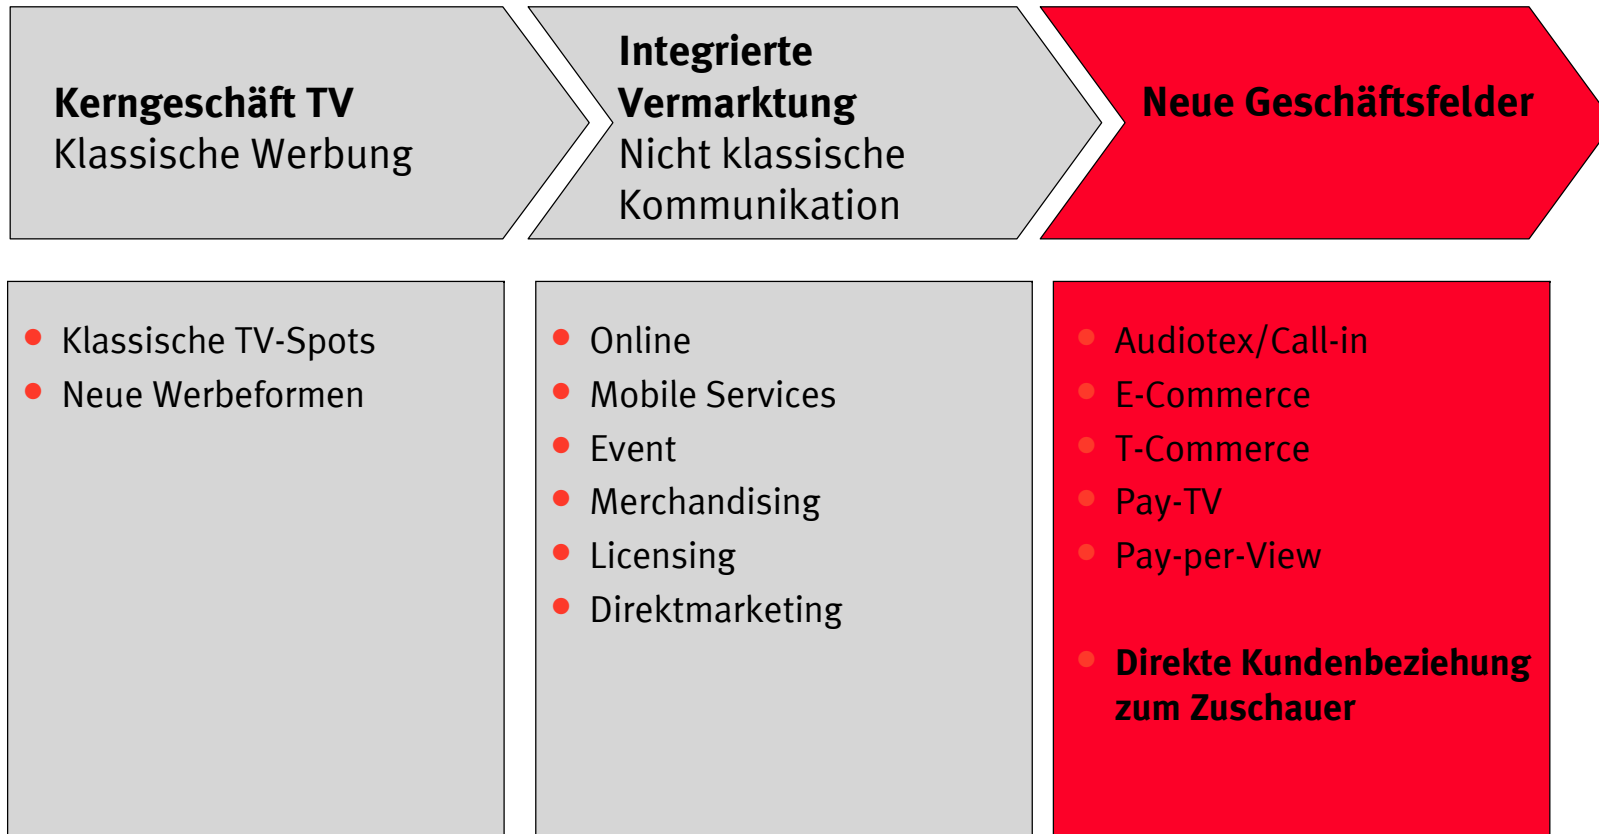 Kerngeschäft TV
Klassische Werbung
Integrierte
Vermarktung
Nicht klassische
Kommunikation
Neue Geschäftsfelder
• Klassische TV-Spots
• Neue Werbeformen
• Online
• Mobile Services
• Event
• Merchandising
• Licensing
• Direktmarketing
• Audiotex/Call-in
• E-Commerce
• T-Commerce
• Pay-TV
• Pay-per-View
• Direkte Kundenbeziehung
zum Zuschauer